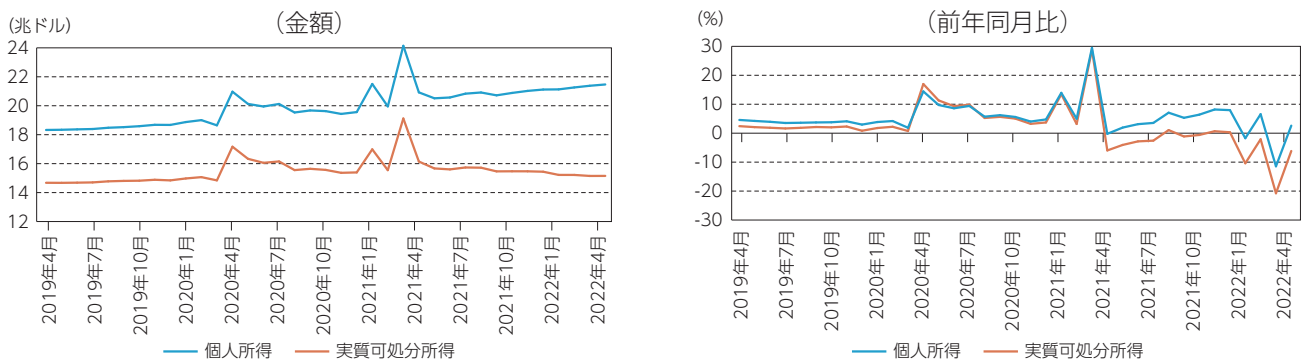 (金額)
(兆ドル)
24
22
20
18
16
14
12
2019年4月
2019年7月
2019年10月
2020年1月
2020年4月
2020年7月
2020年10月
2021年1月
2021年4月
2021年7月
2021年10月
2022年1月
2022年4月
個人所得 実質可処分所得
(前年同月比)
(%)
30
20
10
0
-10
-20
-30
2019年4月
2019年7月
2019年10月
2020年1月
2020年4月
2020年7月
2020年10月
2021年1月
2021年4月
2021年7月
2021年10月
2022年1月
2022年4月
個人所得 実質可処分所得